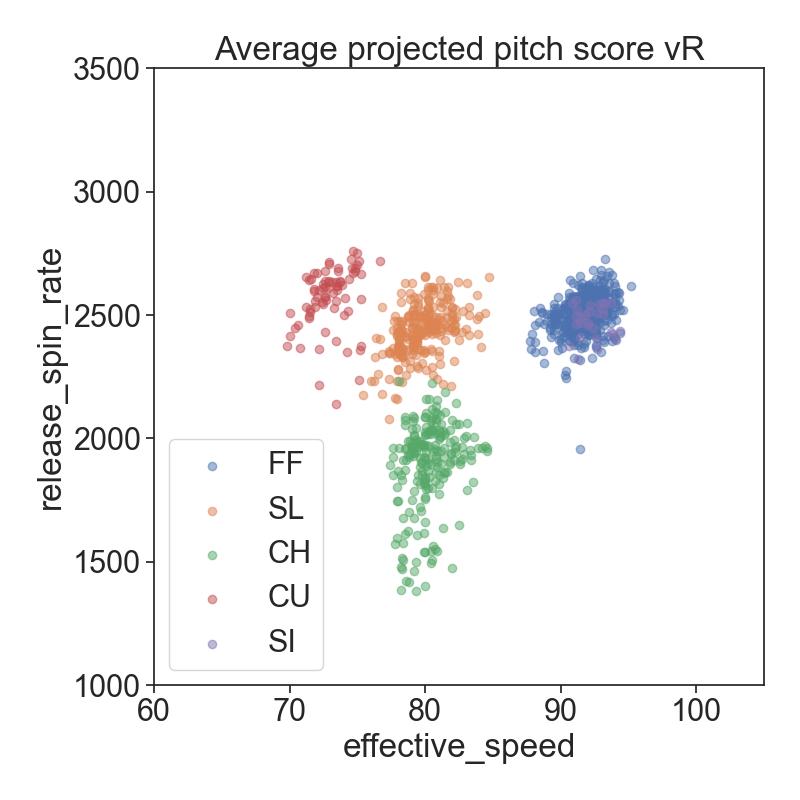 Average projected pitch score vR
3500
3000
2500
2000
1500
1000
release_spin_rate
FF
SL
CH
CU
SI
60
70
80
90
100
effective_speed